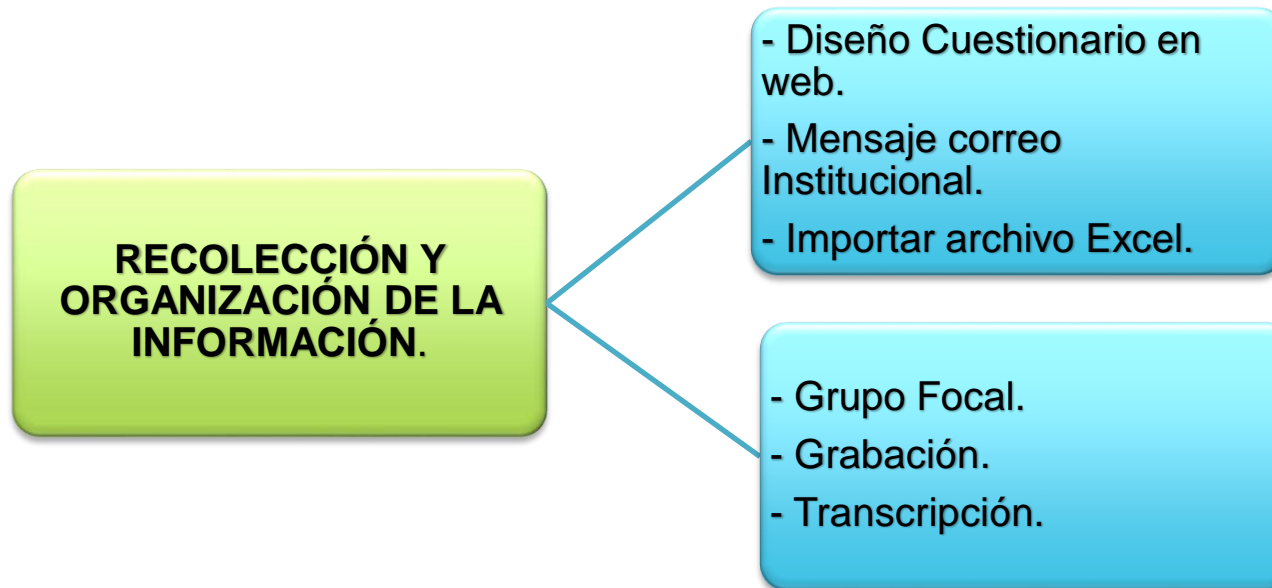 RECOLECCIÓN Y
ORGANIZACIÓN DE LA
INFORMACIÓN.
- Diseño Cuestionario en
web.
- Mensaje correo
Institucional.
- Importar archivo Excel.
- Grupo Focal.
- Grabación.
- Transcripción.